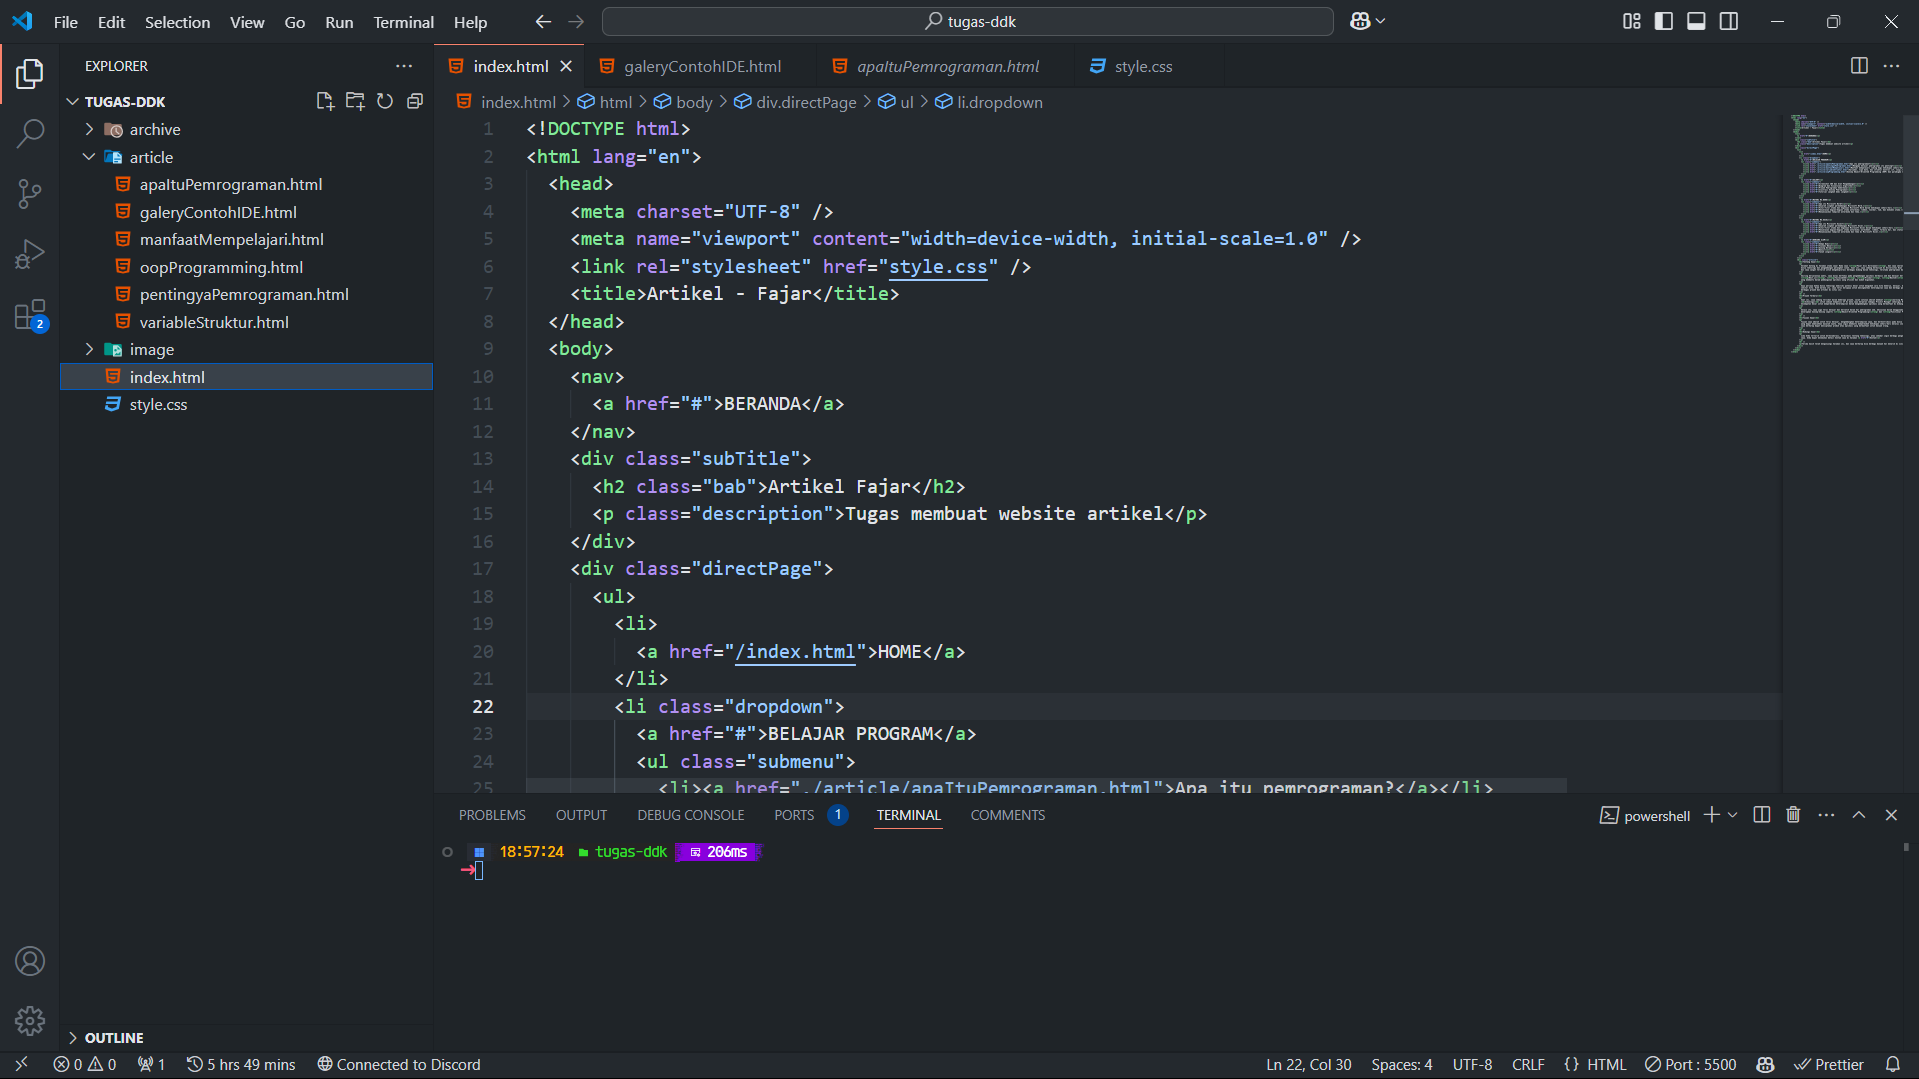 File Edit Selection View Go Run Terminal Help
tugas-ddk
EXPLORER
TUGAS-DDK
archive
article
apaItuPemrograman.html
galeryContohIDE.html
manfaatMempelajari.html
oopProgramming.html
pentingyaPemrograman.html
variableStruktur.html
image
index.html
style.css
OUTLINE
2
index.html galeryContohIDE.html apaItuPemrograman.html style.css
index.html > html > body > div.directPage > ul > li.dropdown
1 <!DOCTYPE html>
2 <html lang="en">
3 <head>
4 <meta charset="UTF-8" />
5 <meta name="viewport" content="width=device-width, initial-scale=1.0" />
6 <link rel="stylesheet" href="style.css" />
7 <title>Artikel - Fajar</title>
8 </head>
9 <body>
10 <nav>
11 <a href="#">BERANDA</a>
12 </nav>
13 <div class="subTitle">
14 <h2 class="bab">Artikel Fajar</h2>
15 <p class="description">Tugas membuat website artikel</p>
16 </div>
17 <div class="directPage">
18 <ul>
19 <li>
20 <a href="/index.html">HOME</a>
21 </li>
22 <li class="dropdown">
23 <a href="#">BELAJAR PROGRAM</a>
24 <ul class="submenu">
25 <li><a href="./article/apaItuPemrograman.html">Apa itu pemrograman?</a></li>
PROBLEMS OUTPUT DEBUG CONSOLE PORTS 1 TERMINAL COMMENTS
powershell
18:57:24 tugas-ddk 206ms
0 0 1 5 hrs 49 mins Connected to Discord
Ln 22, Col 30 Spaces: 4 UTF-8 CRLF {} HTML Port : 5500 Prettier